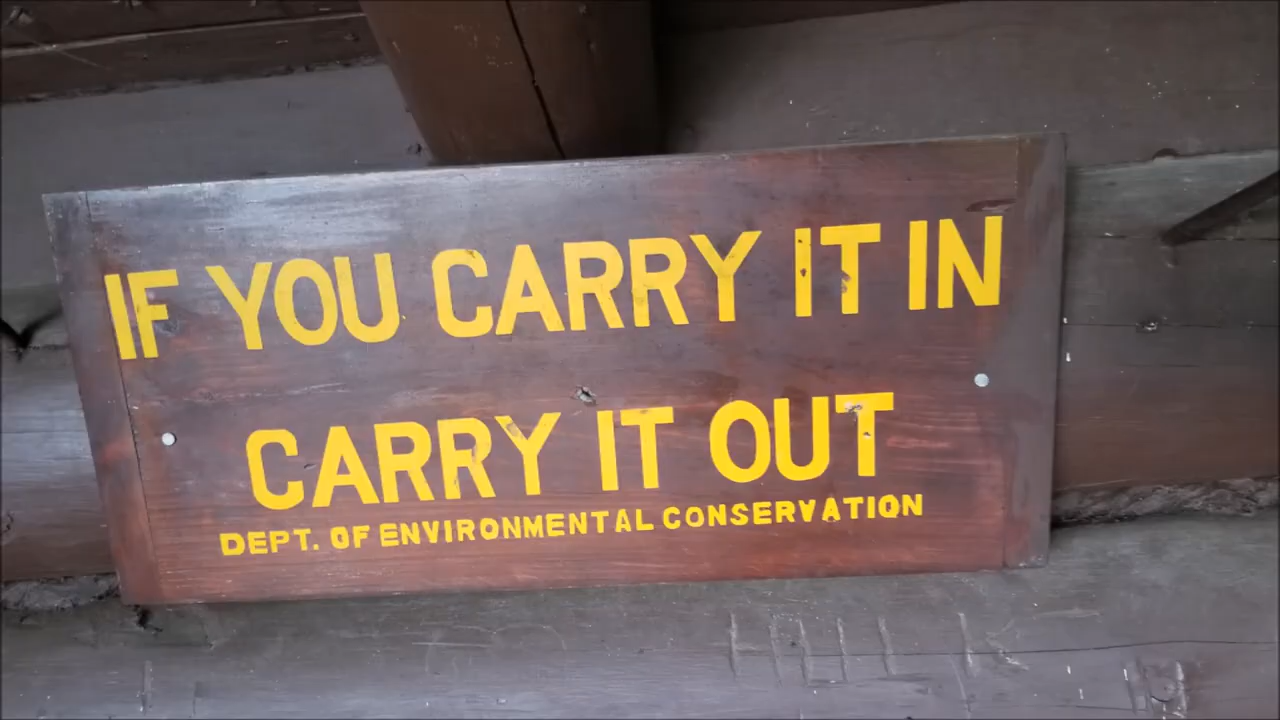 IF YOU CARRY IT IN
CARRY IT OUT
DEPT. OF ENVIRONMENTAL CONSERVATION